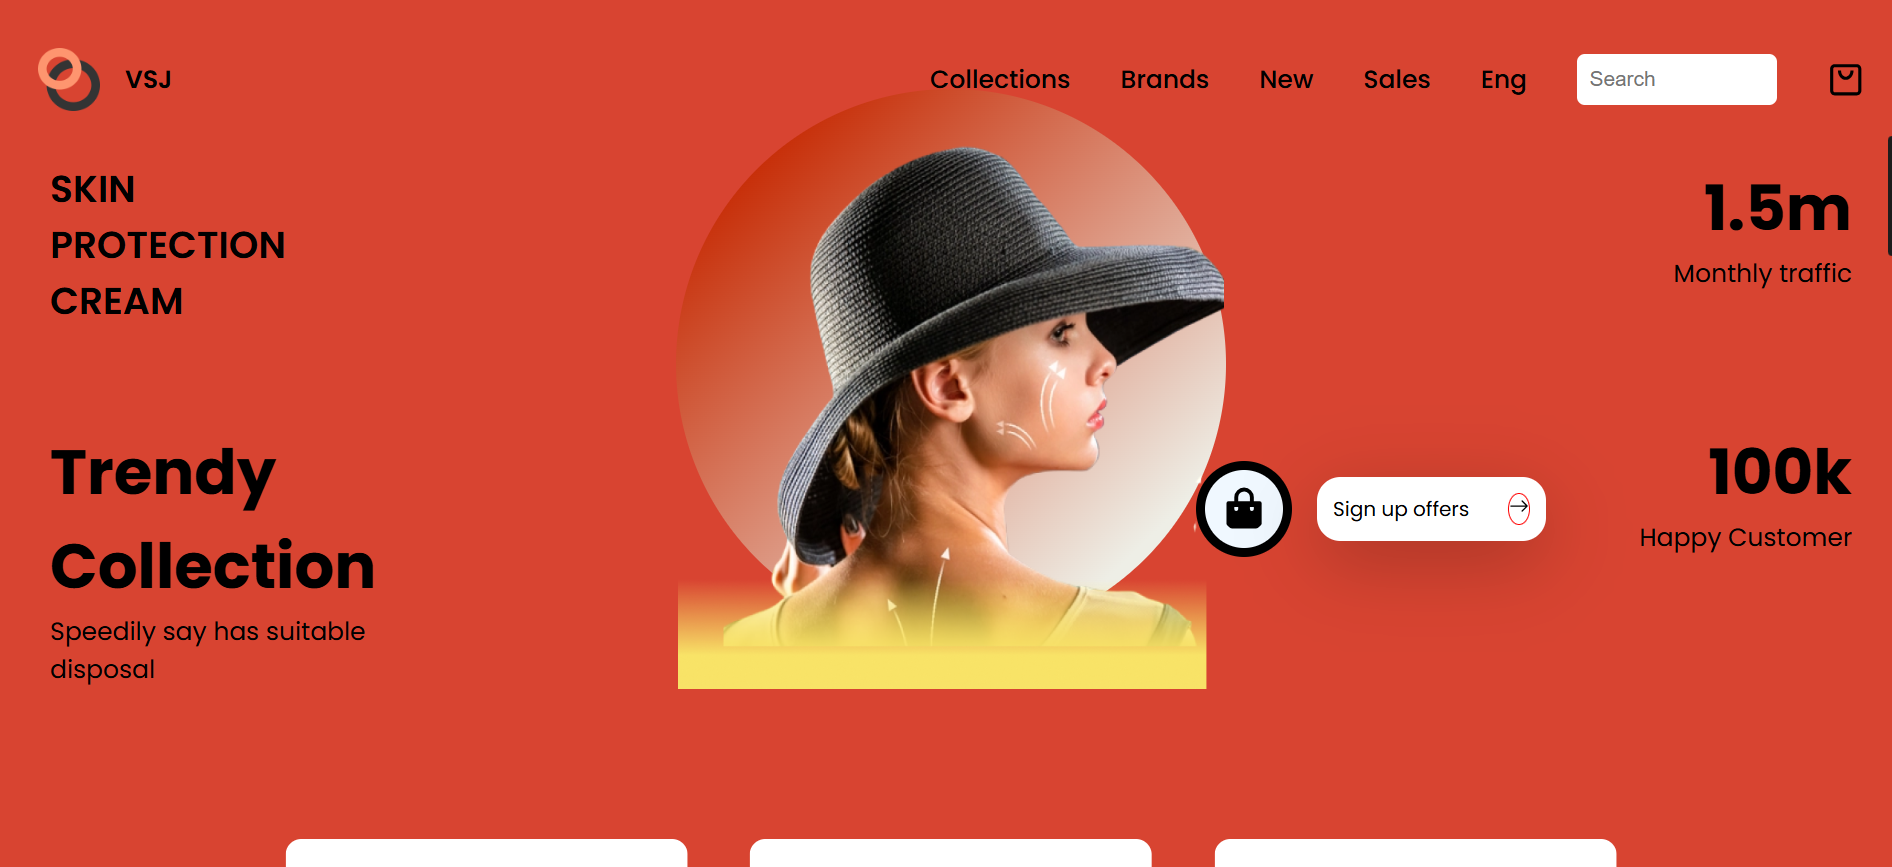 VSJ
Collections
Brands
New
Sales
Eng
Search
SKIN
PROTECTION
CREAM
1.5m
Monthly traffic
Trendy
Collection
Speedily say has suitable
disposal
Sign up offers
100k
Happy Customer